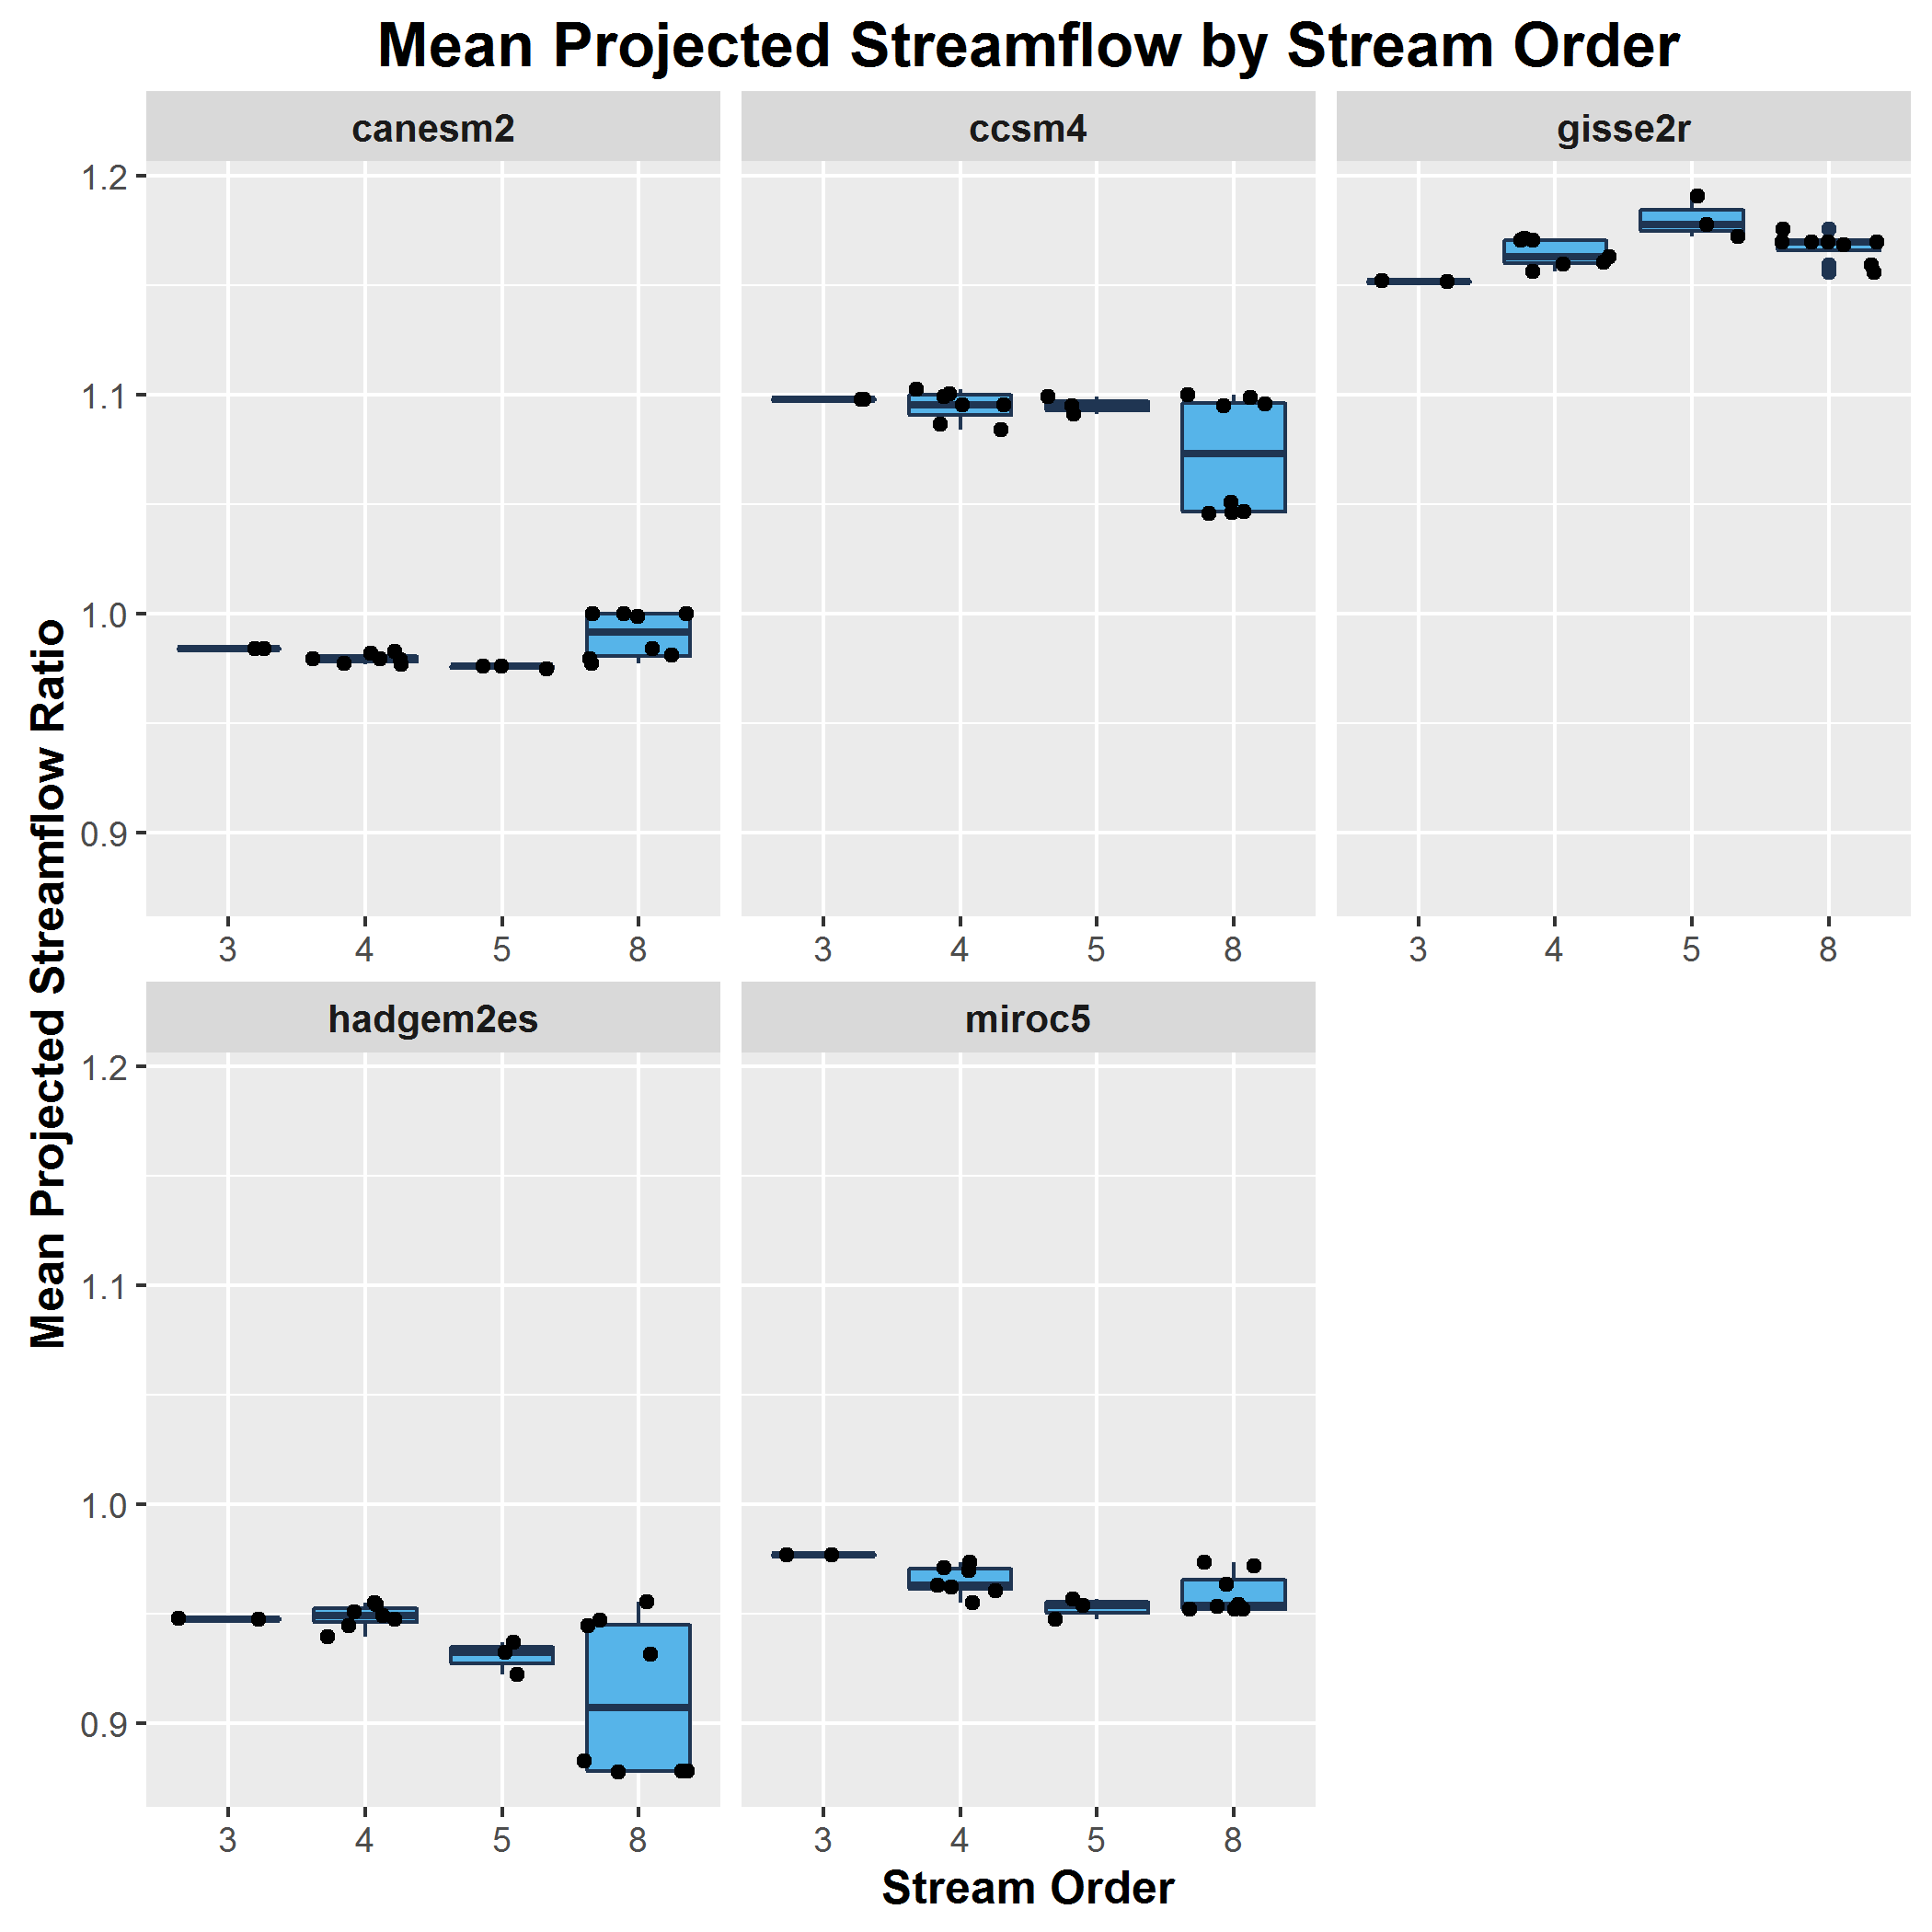 Mean Projected Streamflow by Stream Order
canesm2
ccsm4
gisse2r
1.2
1.1
1.0
0.9
3 4 5 8
3 4 5 8
3 4 5 8
Mean Projected Streamflow Ratio
hadgem2es
miroc5
1.2
1.1
1.0
0.9
3 4 5 8
3 4 5 8
Stream Order